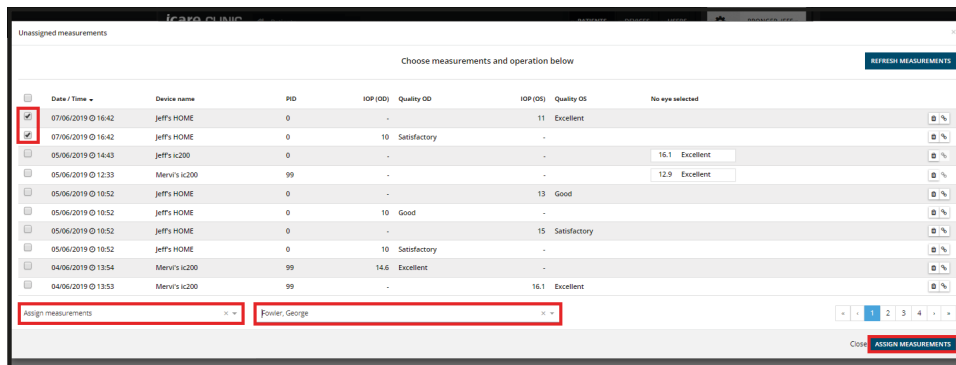 icare CLINIC
PATIENTS DEVICES USERS
Unassigned measurements ×
Choose measurements and operation below REFRESH MEASUREMENTS
Date / Time Device name PID IOP (OD) Quality OD IOP (OS) Quality OS No eye selected
07/06/2019 16:42 Jeff's HOME 0 - 11 Excellent
07/06/2019 16:42 Jeff's HOME 0 10 Satisfactory -
05/06/2019 14:43 Jeff's ic200 0 - - 16.1 Excellent
05/06/2019 12:33 Mervi's ic200 99 - - 12.9 Excellent
05/06/2019 10:52 Jeff's HOME 0 - 13 Good
05/06/2019 10:52 Jeff's HOME 0 10 Good -
05/06/2019 10:52 Jeff's HOME 0 - 15 Satisfactory
05/06/2019 10:52 Jeff's HOME 0 10 Satisfactory -
04/06/2019 13:54 Mervi's ic200 99 14.6 Excellent -
04/06/2019 13:53 Mervi's ic200 99 - 16.1 Excellent
Assign measurements × Fowler, George × « ‹ 1 2 3 4 › »
Close ASSIGN MEASUREMENTS